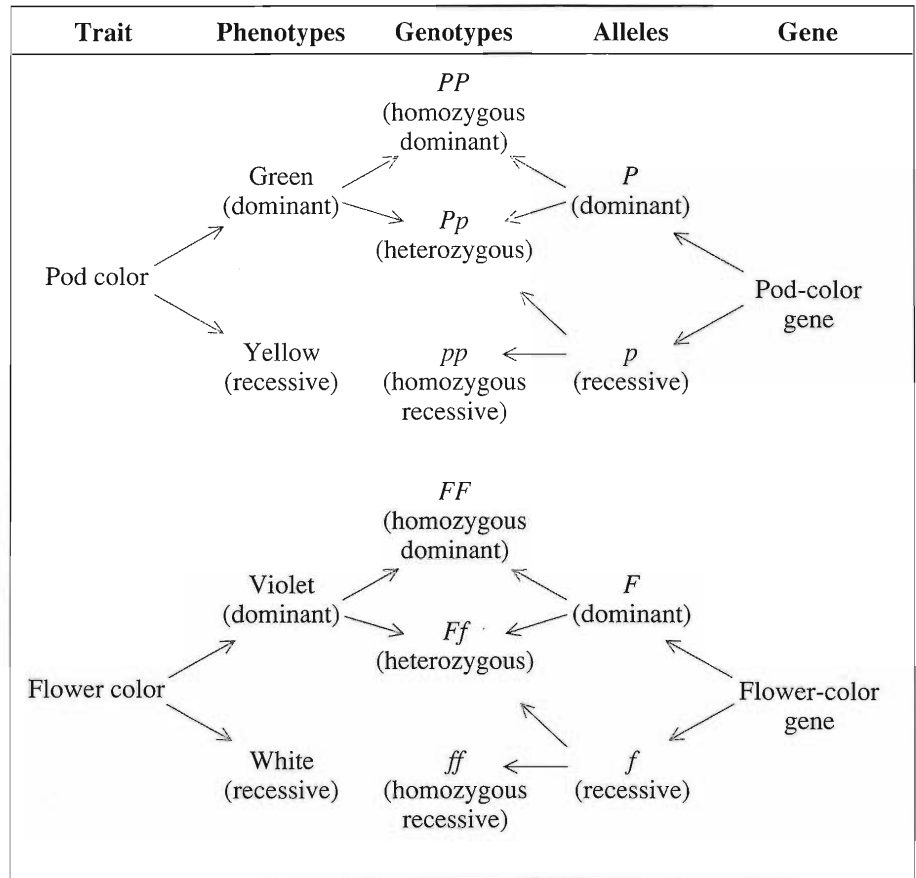 Trait Phenotypes Genotypes Alleles Gene
PP
(homozygous
dominant)
Green
(dominant)
P
(dominant)
Pp
(heterozygous)
Pod color
Pod-color
gene
Yellow
(recessive)
pp
(homozygous
recessive)
p
(recessive)
FF
(homozygous
dominant)
Violet
(dominant)
F
(dominant)
Ff
(heterozygous)
Flower color
Flower-color
gene
White
(recessive)
ff
(homozygous
recessive)
f
(recessive)